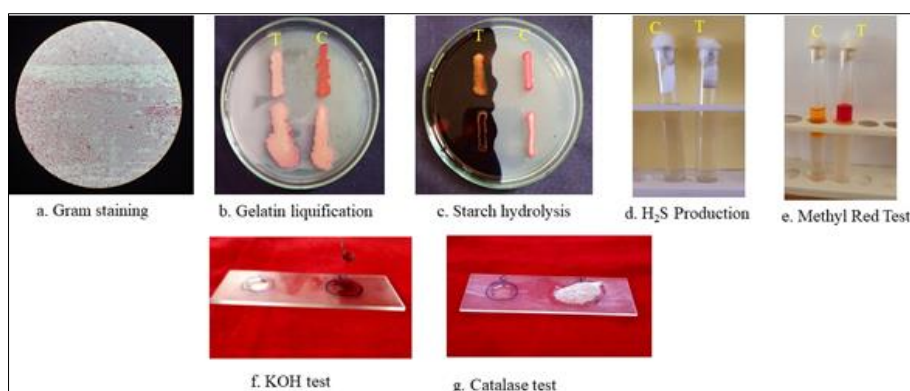 T C
T C
C T
C T
a. Gram staining
b. Gelatin liquification
c. Starch hydrolysis
d. H₂S Production
e. Methyl Red Test
f. KOH test
g. Catalase test